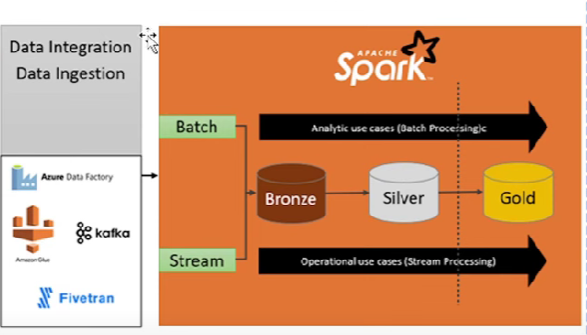 Data Integration
Data Ingestion
Azure Data Factory
Amazon Glue
kafka
Fivetran
APACHE
Spark
Batch
Stream
Analytic use cases (Batch Processing)c
Bronze
Silver
Gold
Operational use cases (Stream Processing)